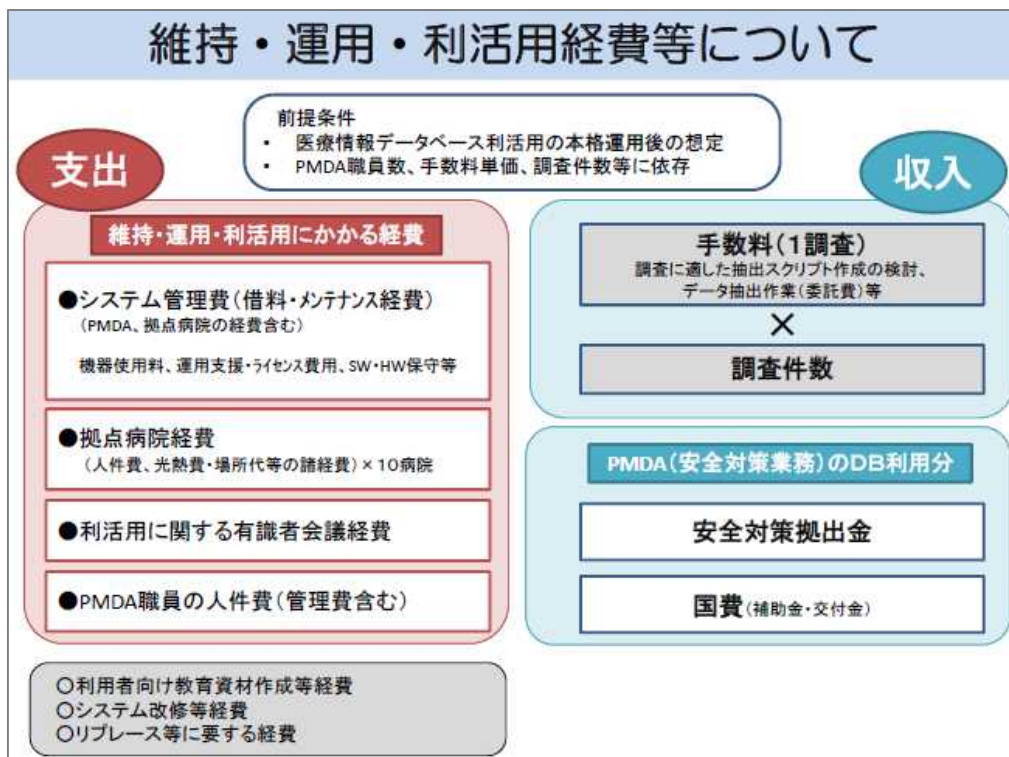 維持・運用・利活用経費等について
前提条件
・ 医療情報データベース利活用の本格運用後の想定
・ PMDA職員数、手数料単価、調査件数等に依存
支出
維持・運用・利活用にかかる経費
●システム管理費(借料・メンテナンス経費)
(PMDA、拠点病院の経費含む)
機器使用料、運用支援・ライセンス費用、SW・HW保守等
●拠点病院経費
(人件費、光熱費・場所代等の諸経費)×10病院
●利活用に関する有識者会議経費
●PMDA職員の人件費(管理費含む)
○利用者向け教育資材作成等経費
○システム改修等経費
○リプレース等に要する経費
収入
手数料(1調査)
調査に適した抽出スクリプト作成の検討、
データ抽出作業(委託費)等
×
調査件数
PMDA(安全対策業務)のDB利用分
安全対策拠出金
国費(補助金・交付金)